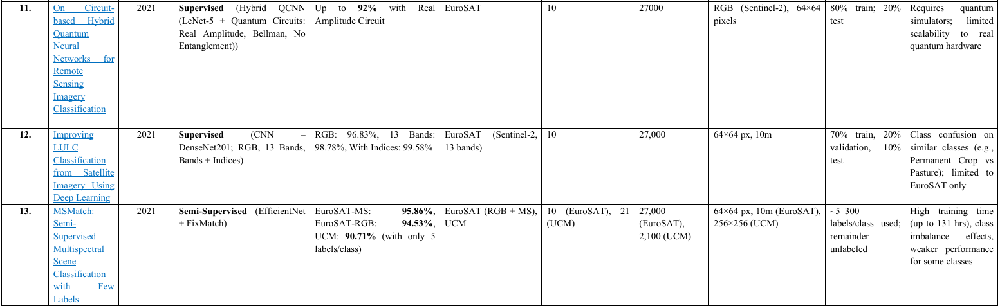 11.
On Circuit-
based Hybrid
Quantum
Neural
Networks for
Remote
Sensing
Imagery
Classification
2021
Supervised (Hybrid QCNN
(LeNet-5 + Quantum Circuits:
Real Amplitude, Bellman, No
Entanglement))
Up to 92% with Real
Amplitude Circuit
EuroSAT
10
27000
RGB (Sentinel-2), 64×64
pixels
80% train; 20%
test
Requires quantum
simulators; limited
scalability to real
quantum hardware
12.
Improving
LULC
Classification
from Satellite
Imagery Using
Deep Learning
2021
Supervised (CNN –
DenseNet201; RGB, 13 Bands,
Bands + Indices)
RGB: 96.83%, 13 Bands:
98.78%, With Indices: 99.58%
EuroSAT (Sentinel-2,
13 bands)
10
27,000
64×64 px, 10m
70% train, 20%
validation, 10%
test
Class confusion on
similar classes (e.g.,
Permanent Crop vs
Pasture); limited to
EuroSAT only
13.
MSMatch:
Semi-
Supervised
Multispectral
Scene
Classification
with Few
Labels
2021
Semi-Supervised (EfficientNet
+ FixMatch)
EuroSAT-MS: 95.86%,
EuroSAT-RGB: 94.53%,
UCM: 90.71% (with only 5
labels/class)
EuroSAT (RGB + MS),
UCM
10 (EuroSAT), 21
(UCM)
27,000
(EuroSAT),
2,100 (UCM)
64×64 px, 10m (EuroSAT),
256×256 (UCM)
~5–300
labels/class used;
remainder
unlabeled
High training time
(up to 131 hrs), class
imbalance effects,
weaker performance
for some classes